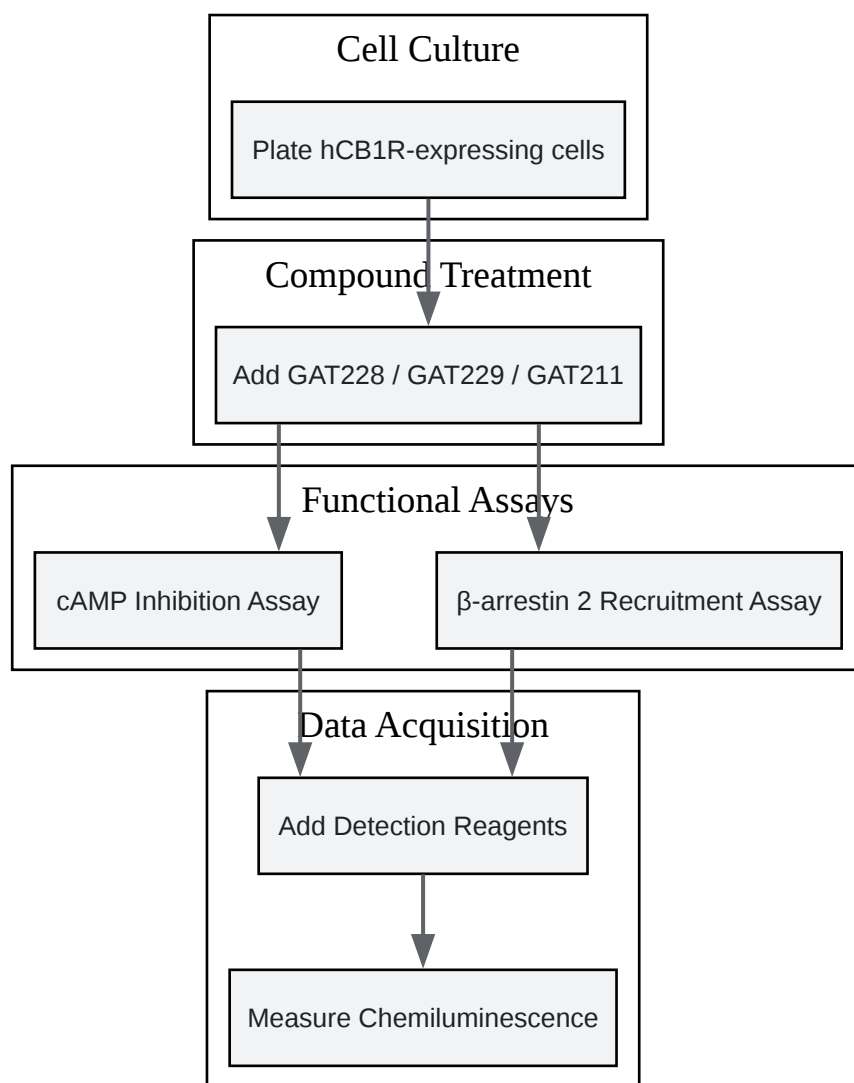 Cell Culture
Plate hCB1R-expressing cells
Compound Treatment
Add GAT228 / GAT229 / GAT211
Functional Assays
cAMP Inhibition Assay
β-arrestin 2 Recruitment Assay
Data Acquisition
Add Detection Reagents
Measure Chemiluminescence